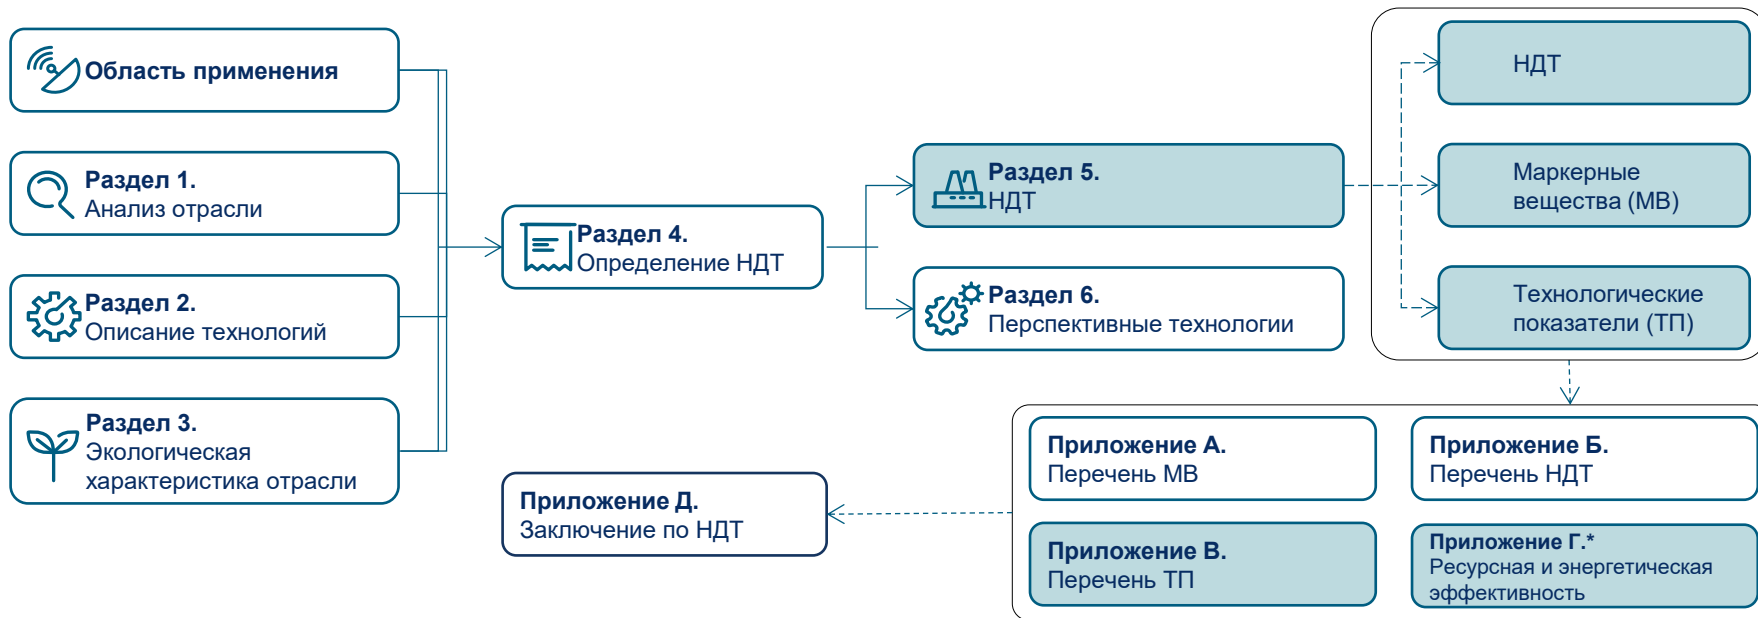 Область применения
Раздел 1.
Анализ отрасли
Раздел 2.
Описание технологий
Раздел 3.
Экологическая
характеристика отрасли
Раздел 4.
Определение НДТ
Раздел 5.
НДТ
Раздел 6.
Перспективные технологии
НДТ
Маркерные
вещества (МВ)
Технологические
показатели (ТП)
Приложение А.
Перечень МВ
Приложение Б.
Перечень НДТ
Приложение В.
Перечень ТП
Приложение Г.*
Ресурсная и энергетическая
эффективность
Приложение Д.
Заключение по НДТ